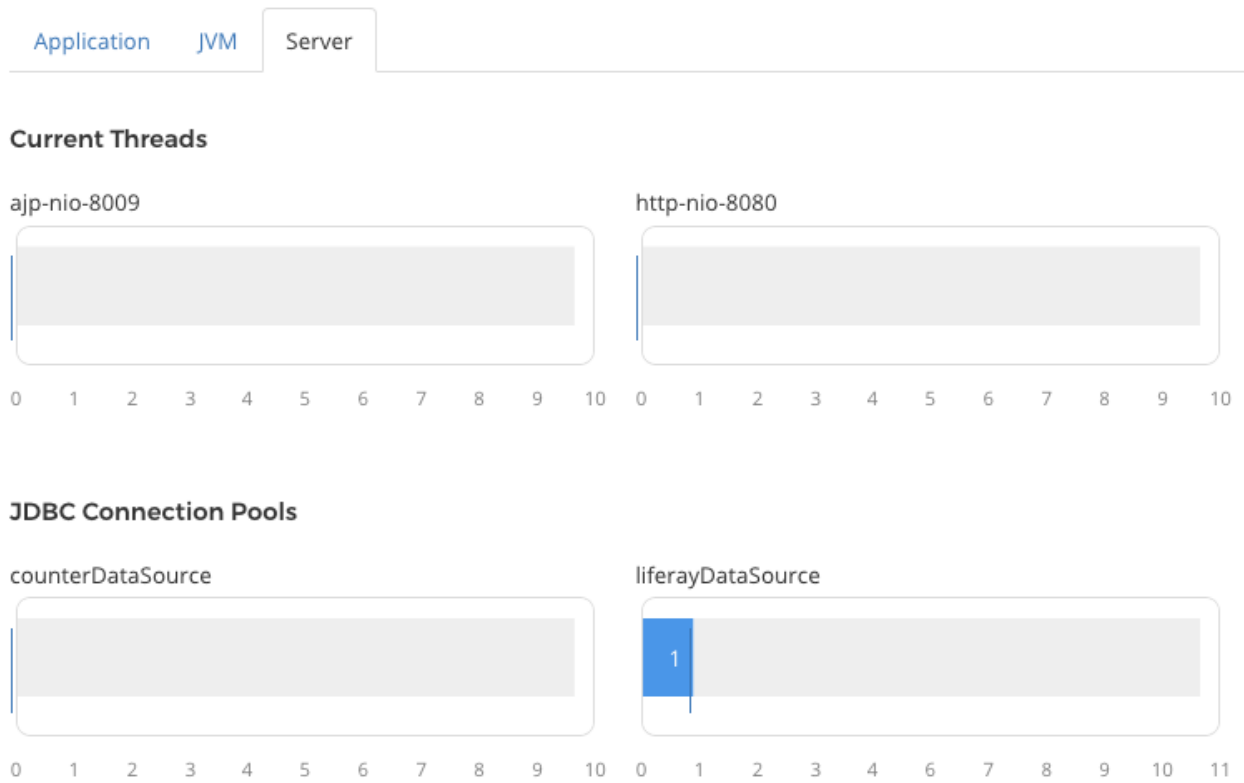 Application JVM Server
Current Threads
ajp-nio-8009 http-nio-8080
0 1 2 3 4 5 6 7 8 9 10 0 1 2 3 4 5 6 7 8 9 10
JDBC Connection Pools
counterDataSource liferayDataSource
1
0 1 2 3 4 5 6 7 8 9 10 0 1 2 3 4 6 7 8 9 10 11